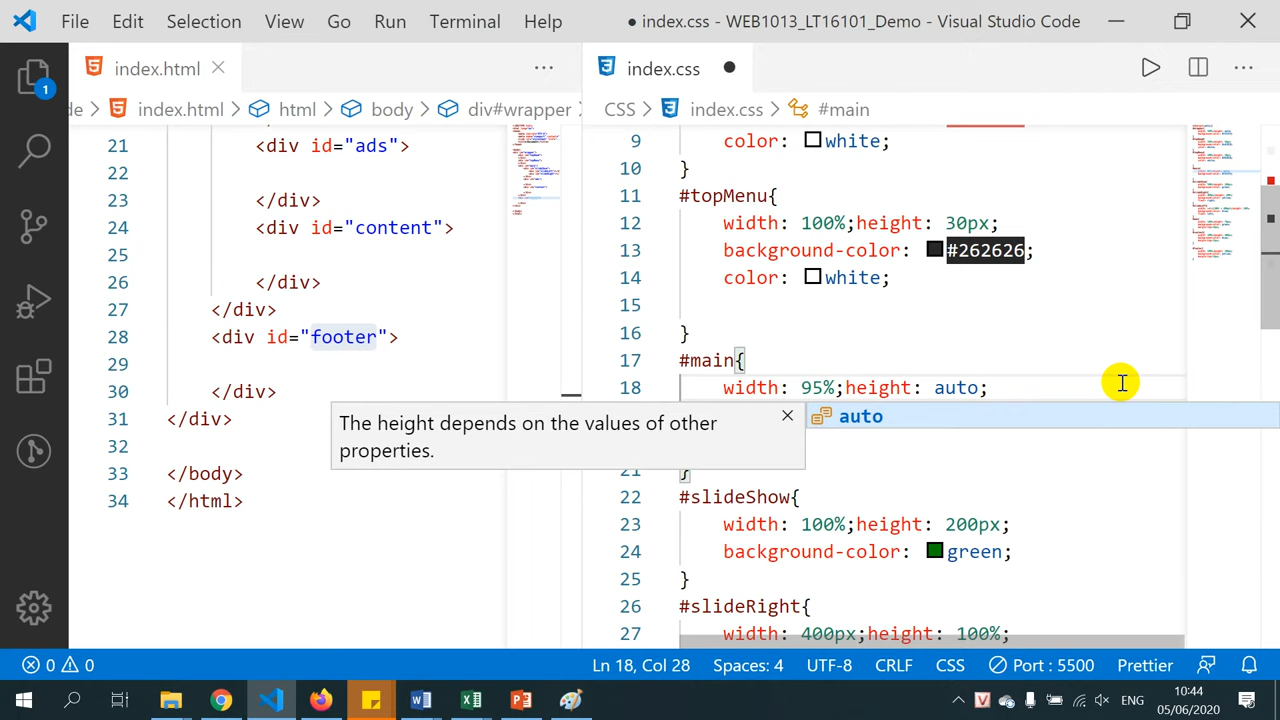 File Edit Selection View Go Run Terminal Help
● index.css - WEB1013_LT16101_Demo - Visual Studio Code
index.html
index.css
de > index.html > html > body > div#wrapper
CSS > index.css > #main
21 <div id="ads">
22
23 </div>
24 <div id="content">
25
26 </div>
27 </div>
28 <div id="footer">
29
30 </div>
31 </div>
32
33 </body>
34 </html>
9 color: white;
10 }
11 #topMenu{
12 width: 100%;height: 30px;
13 background-color: #262626;
14 color: white;
15
16 }
17 #main{
18 width: 95%;height: auto;
The height depends on the values of other
properties.
auto
21 }
22 #slideShow{
23 width: 100%;height: 200px;
24 background-color: green;
25 }
26 #slideRight{
27 width: 400px;height: 100%;
1
0 0
Ln 18, Col 28 Spaces: 4 UTF-8 CRLF CSS Port : 5500 Prettier
ENG
10:44
05/06/2020